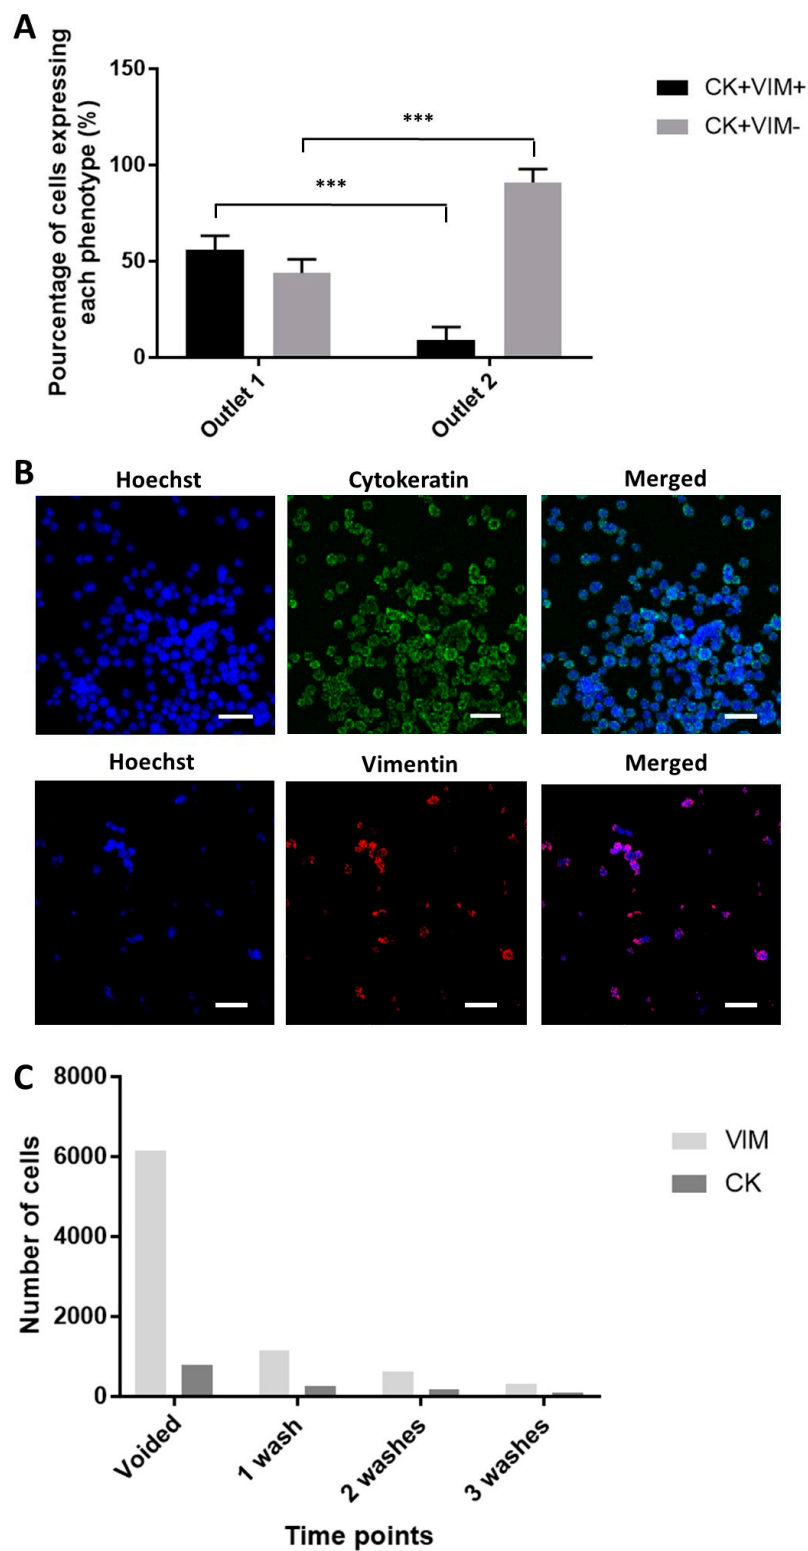 A
Pourcentage of cells expressing
each phenotype (%)
150
100
50
0
***
***
CK+VIM+
CK+VIM-
Outlet 1
Outlet 2
B
Hoechst
Cytokeratin
Merged
Hoechst
Vimentin
Merged
C
Number of cells
8000
6000
4000
2000
0
VIM
CK
Voided
1 wash
2 washes
3 washes
Time points